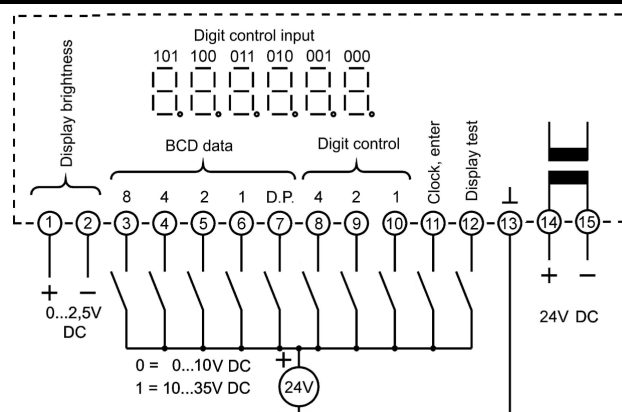 Digit control input
101 100 011 010 001 000
Display brightness
BCD data
Digit control
Clock, enter
Display test
8 4 2 1 D.P. 4 2 1
1 2 3 4 5 6 7 8 9 10 11 12 13 14 15
+ − + −
0...2,5V
DC
24V DC
0 = 0...10V DC
1 = 10...35V DC
+
24V